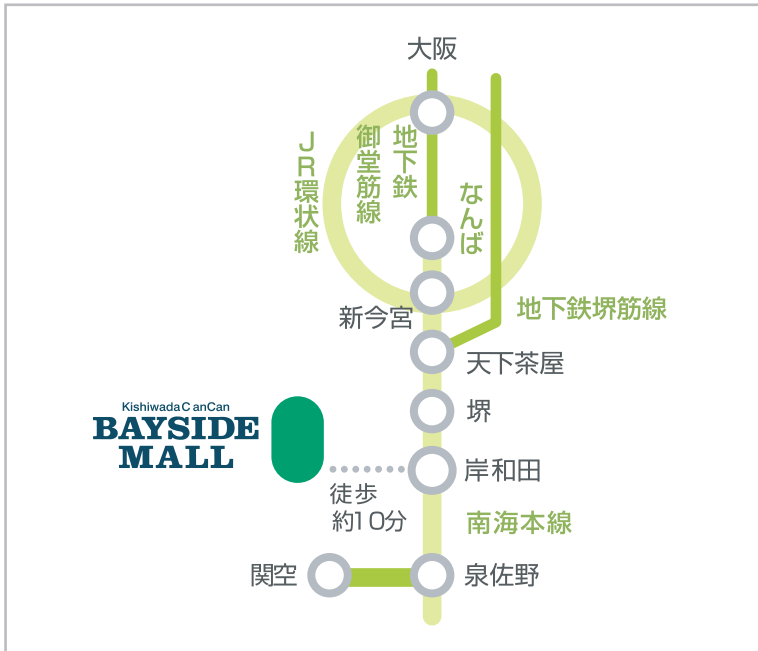 大阪
JR環状線
地下鉄
御堂筋線
なんば
地下鉄堺筋線
新今宮
天下茶屋
Kishiwada CanCan
BAYSIDE
MALL
堺
岸和田
徒歩
約10分
南海本線
関空
泉佐野